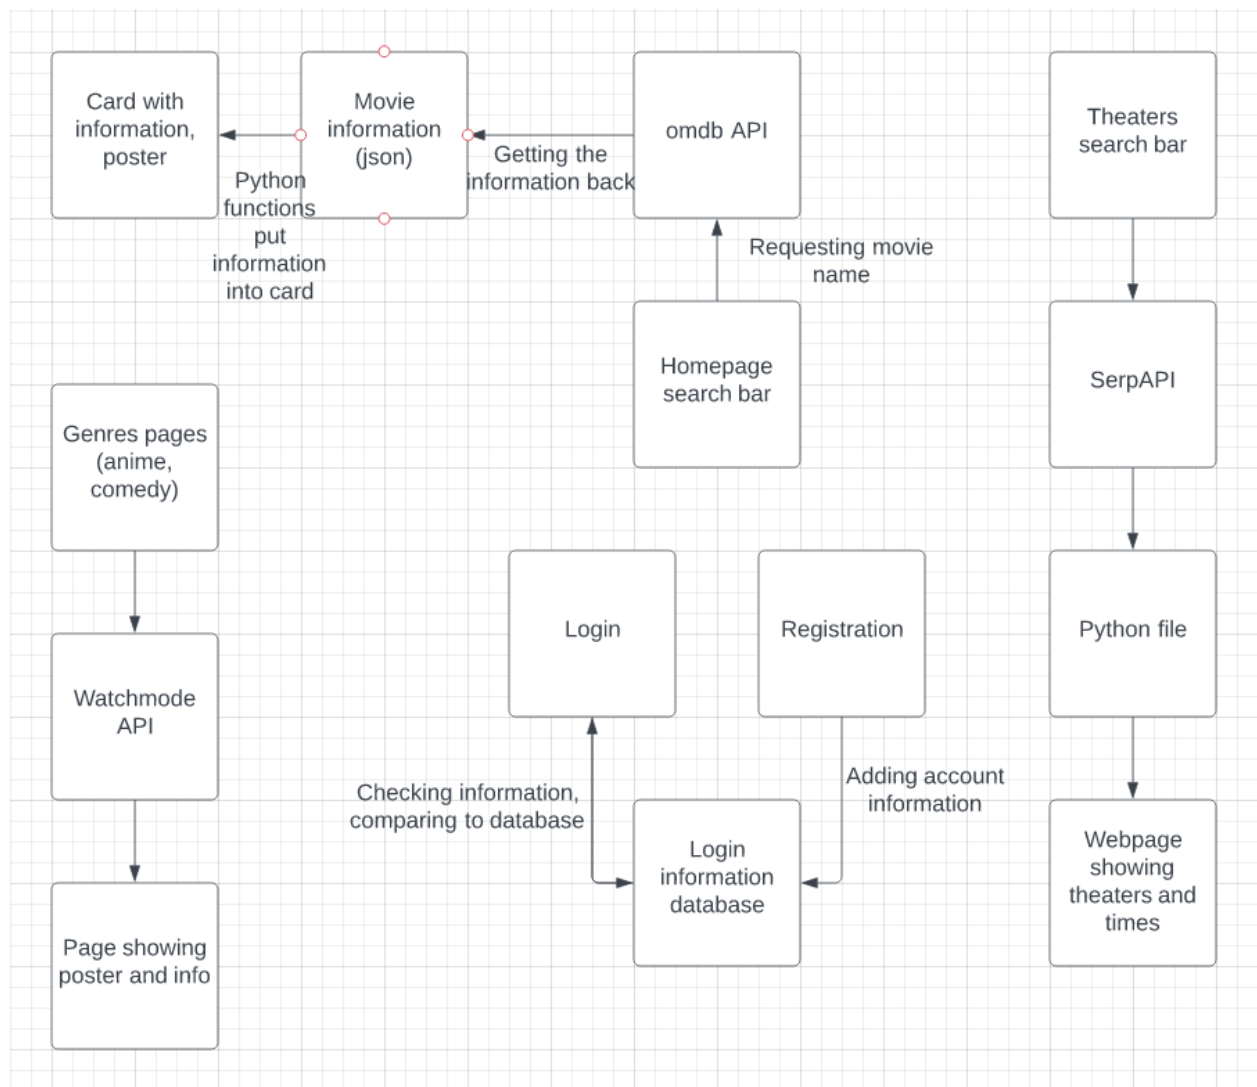 Card with
information,
poster
Movie
information
(json)
omdb API
Theaters
search bar
Getting the
information back
Python
functions
put
information
into card
Requesting movie
name
Homepage
search bar
SerpAPI
Genres pages
(anime,
comedy)
Login
Registration
Python file
Watchmode
API
Checking information,
comparing to database
Adding account
information
Login
information
database
Webpage
showing
theaters and
times
Page showing
poster and info